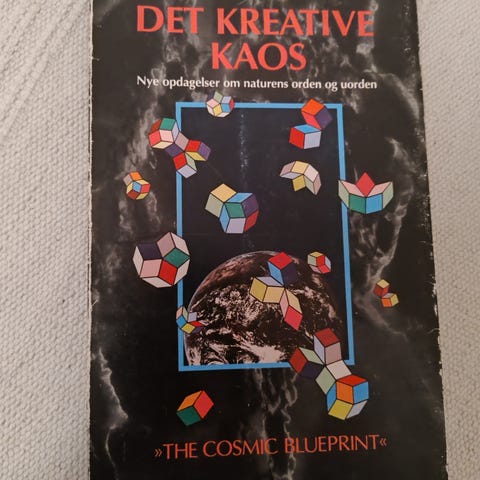 DET KREATIVE
KAOS
Nye opdagelser om naturens orden og uorden
»THE COSMIC BLUEPRINT«